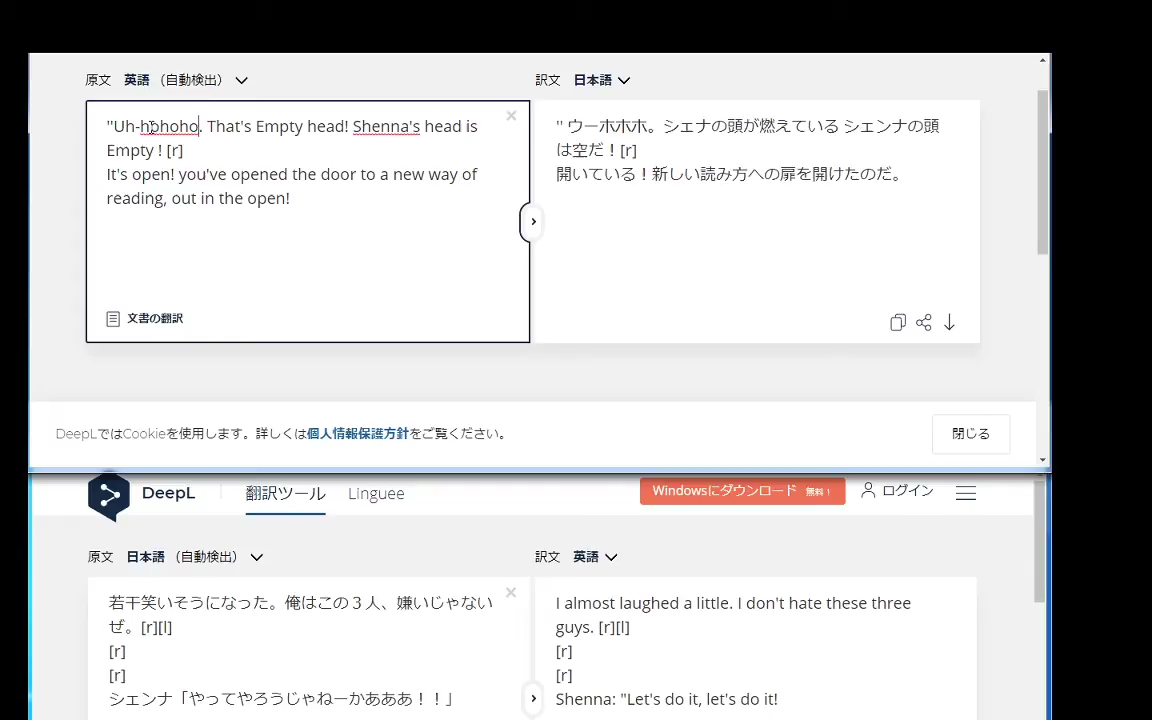 原文 英語 （自動検出）
訳文 日本語
"Uh-hohoho. That's Empty head! Shenna's head is
Empty ! [r]
It's open! you've opened the door to a new way of
reading, out in the open!
" ウーホホホ。シェナの頭が燃えている シェンナの頭
は空だ！[r]
開いている！新しい読み方への扉を開けたのだ。
文書の翻訳
DeepLではCookieを使用します。詳しくは個人情報保護方針をご覧ください。
閉じる
DeepL 翻訳ツール Linguee Windowsにダウンロード 無料！ ログイン
原文 日本語 （自動検出）
訳文 英語
若干笑いそうになった。俺はこの３人、嫌いじゃない
ぜ。[r][l]
[r]
[r]
シェンナ「やってやろうじゃねーかあああ！！」
I almost laughed a little. I don't hate these three
guys. [r][l]
[r]
[r]
Shenna: "Let's do it, let's do it!